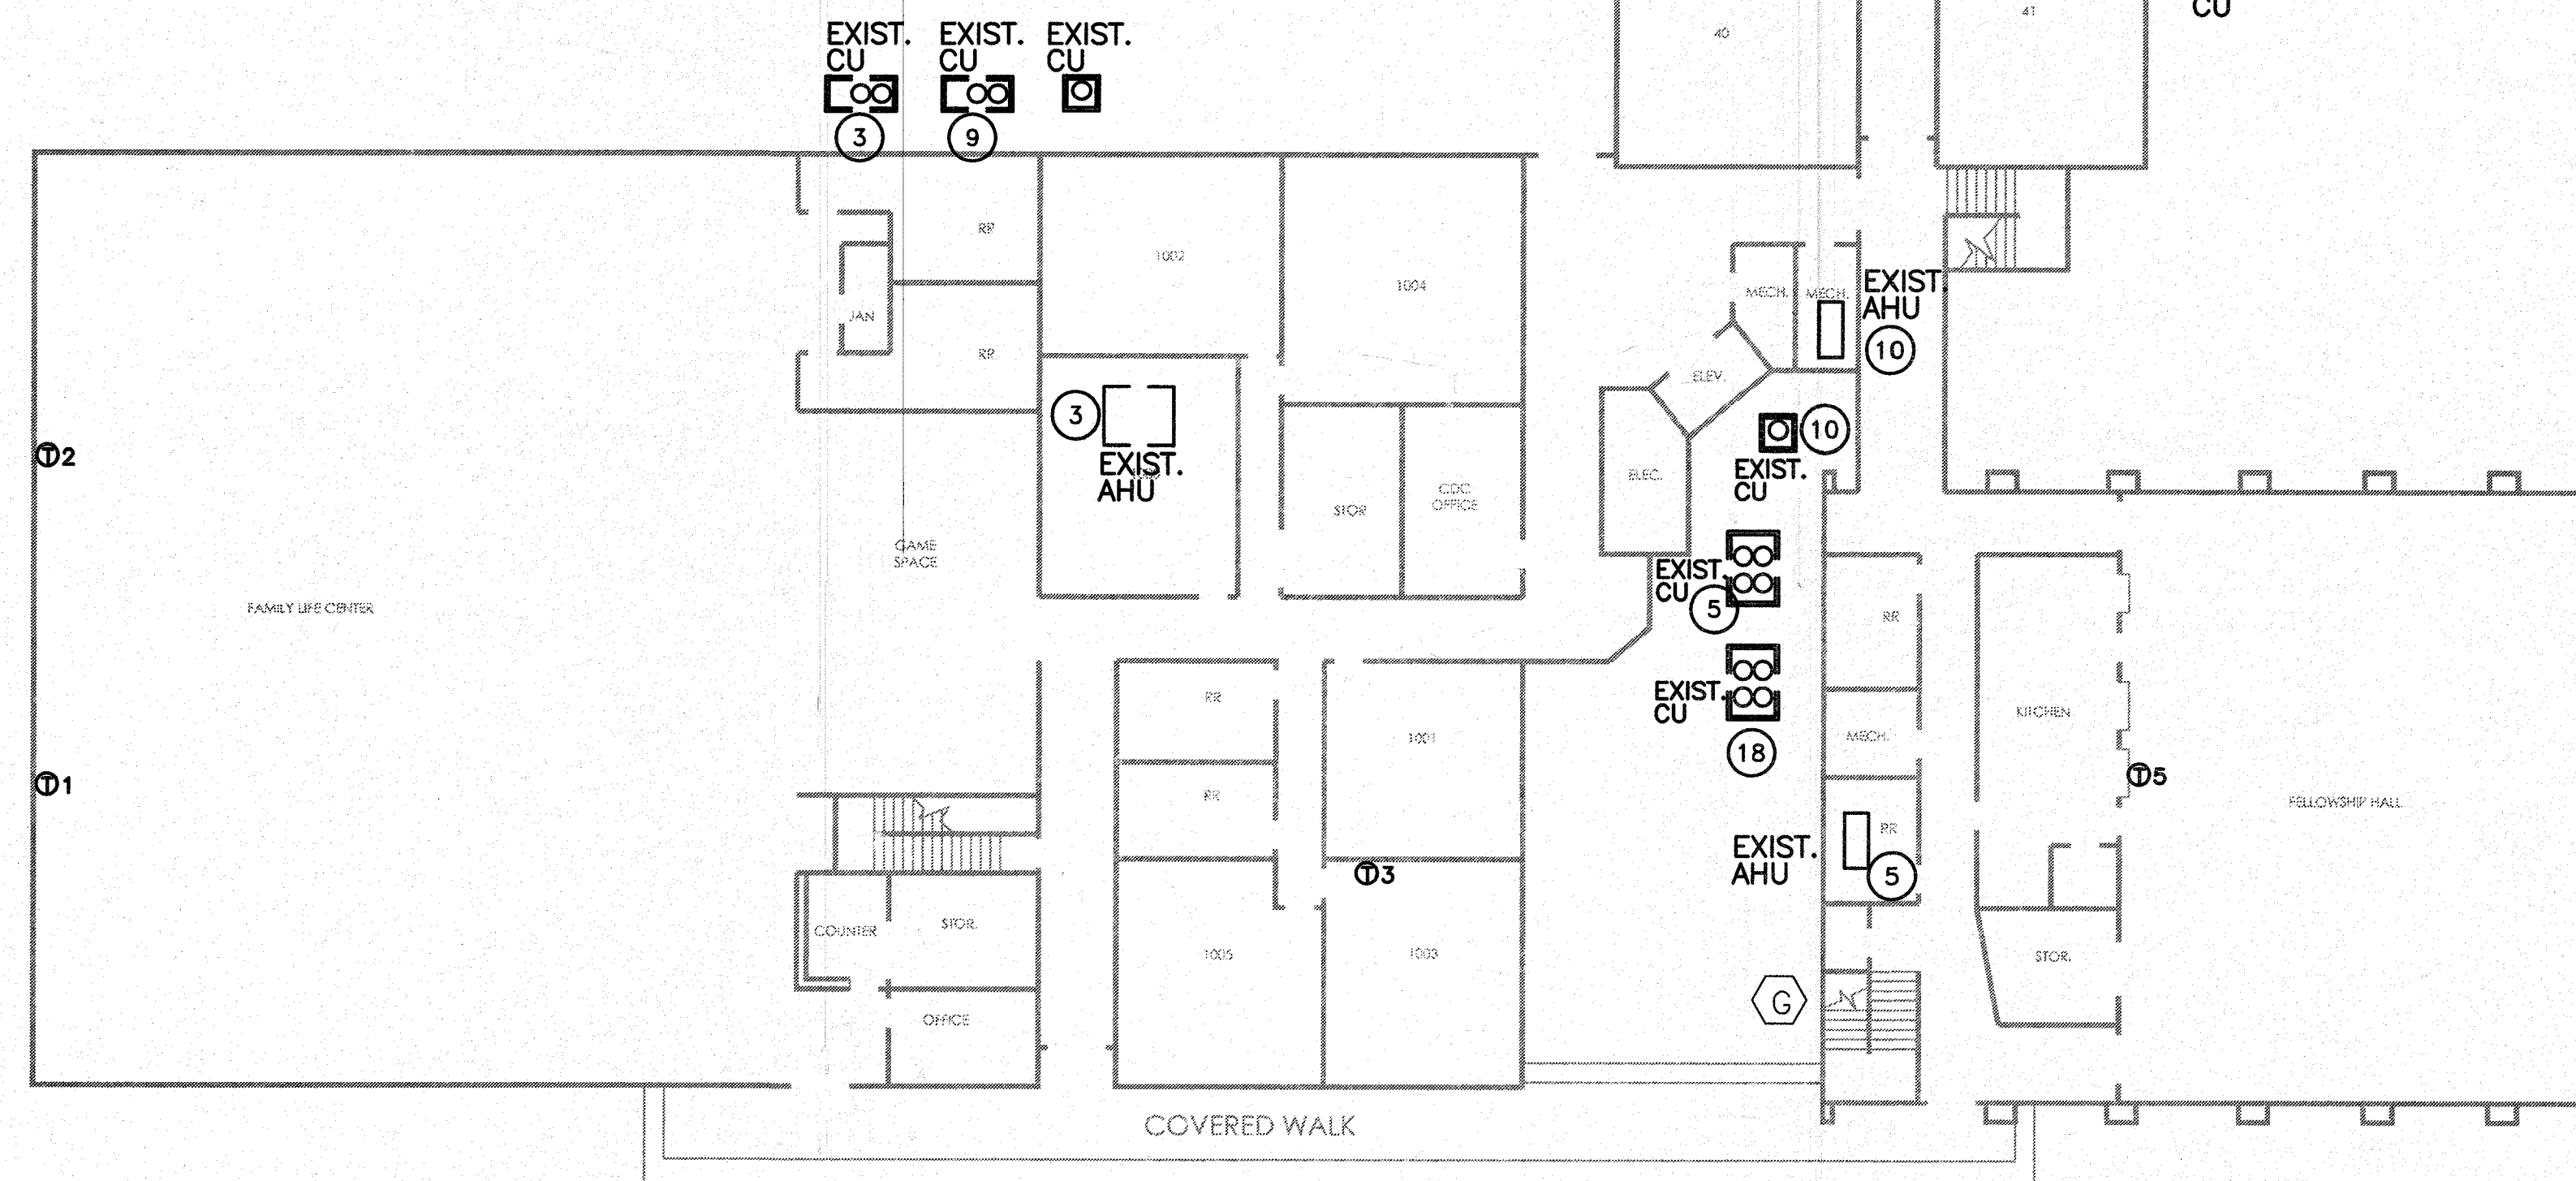 EXIST.
CU
EXIST.
CU
EXIST.
CU
3
9
40
41
CU
RR
1002
1004
JAN
RR
MECH.
MECH.
EXIST.
AHU
10
ELEV.
3
EXIST.
AHU
10
EXIST.
CU
T2
ELEC.
STOR
CDC
OFFICE
GAME
SPACE
EXIST.
CU
5
FAMILY LIFE CENTER
RR
RR
EXIST.
CU
KITCHEN
1001
MECH.
18
T1
RR
T5
FELLOWSHIP HALL
RR
EXIST.
AHU
5
T3
COUNTER
STOR.
1005
1003
STOR.
G
OFFICE
COVERED WALK